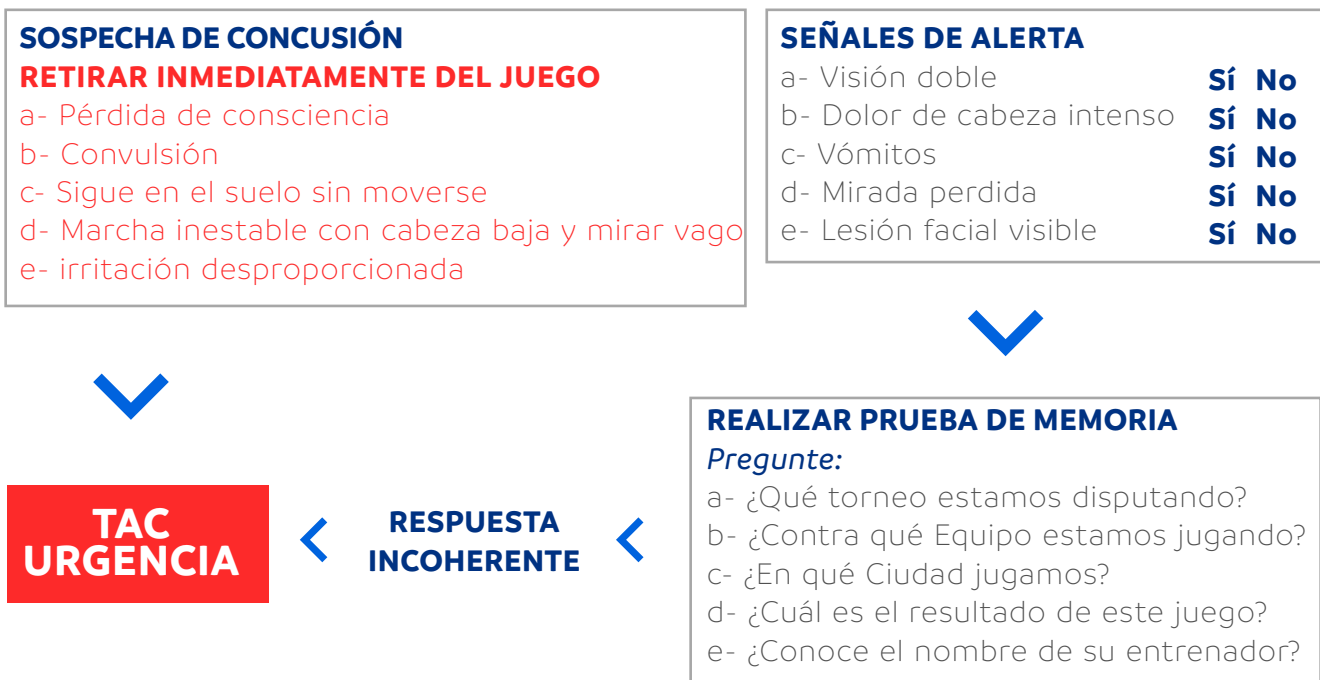 SOSPECHA DE CONCUSIÓN
RETIRAR INMEDIATAMENTE DEL JUEGO
a- Pérdida de consciencia
b- Convulsión
c- Sigue en el suelo sin moverse
d- Marcha inestable con cabeza baja y mirar vago
e- irritación desproporcionada
SEÑALES DE ALERTA
a- Visión doble Sí No
b- Dolor de cabeza intenso Sí No
c- Vómitos Sí No
d- Mirada perdida Sí No
e- Lesión facial visible Sí No
REALIZAR PRUEBA DE MEMORIA
Pregunte:
a- ¿Qué torneo estamos disputando?
b- ¿Contra qué Equipo estamos jugando?
c- ¿En qué Ciudad jugamos?
d- ¿Cuál es el resultado de este juego?
e- ¿Conoce el nombre de su entrenador?
RESPUESTA
INCOHERENTE
TAC
URGENCIA